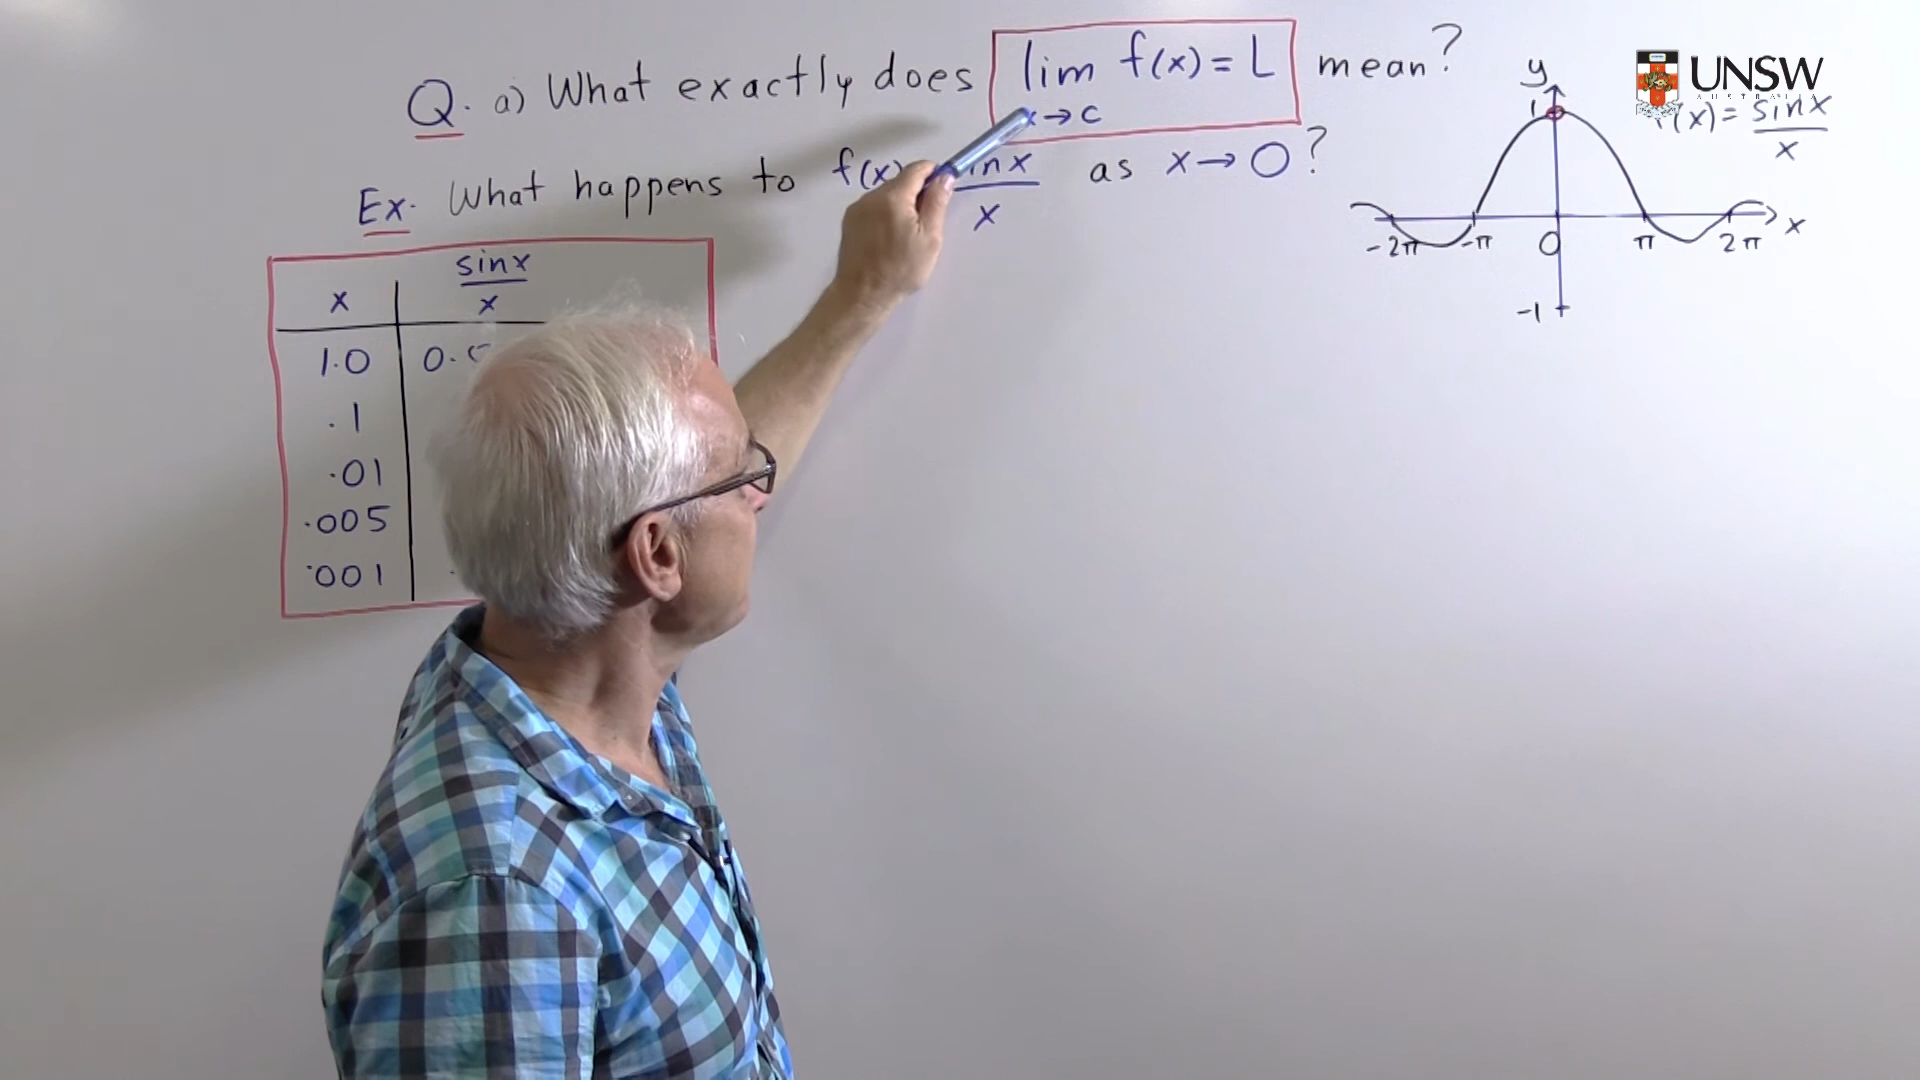 Q. a) What exactly does lim f(x) = L mean?
x→c
Ex. What happens to f(x) sinx as x→0?
x
sinx
x x
1.0 0.
.1
.01
.005
.001
y
1
UNSW
AUSTRALIA
f(x) = sinx
x
-2π -π 0 π 2π x
-1